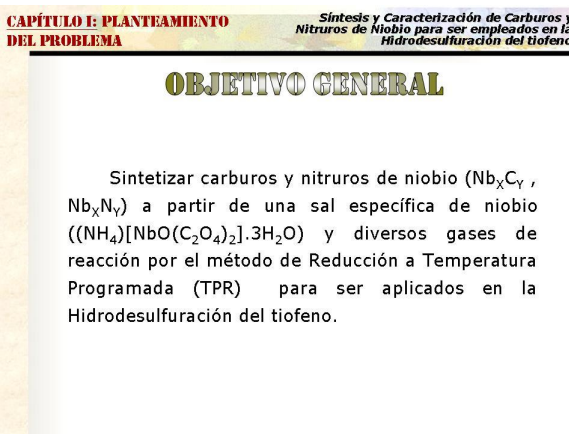 CAPÍTULO I: PLANTEAMIENTO
DEL PROBLEMA
Síntesis y Caracterización de Carburos y
Nitruros de Niobio para ser empleados en la
Hidrodesulfuración del tiofeno
OBJETIVO GENERAL
Sintetizar carburos y nitruros de niobio (NbXCY ,
NbXNY) a partir de una sal específica de niobio
((NH4)[NbO(C2O4)2].3H2O) y diversos gases de
reacción por el método de Reducción a Temperatura
Programada (TPR) para ser aplicados en la
Hidrodesulfuración del tiofeno.